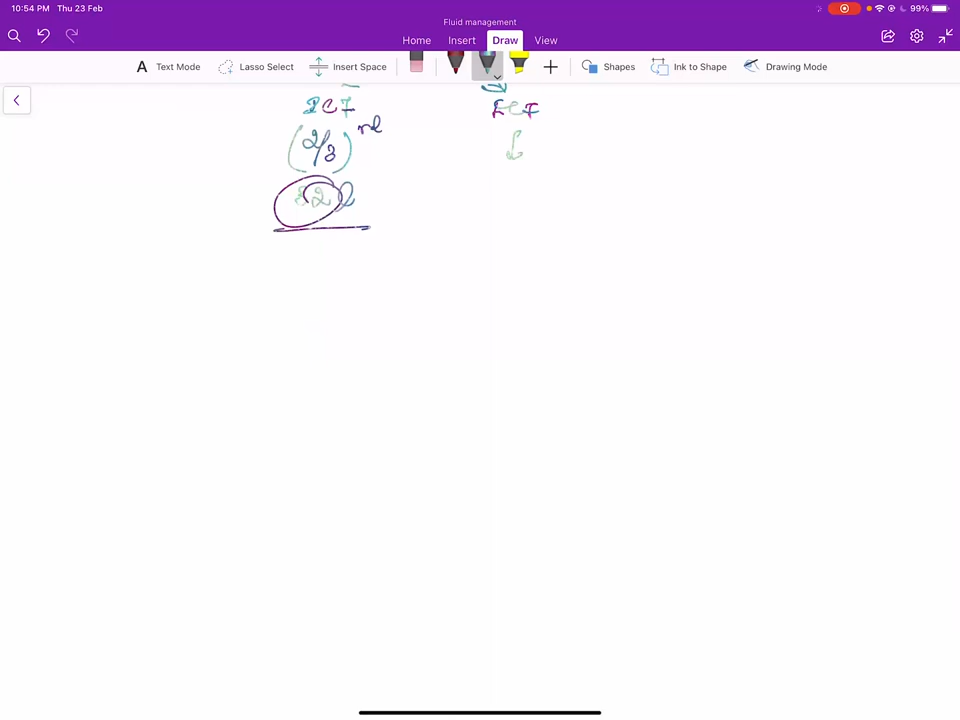 10:54 PM Thu 23 Feb
99%
Fluid management
Home Insert Draw View
A Text Mode Lasso Select Insert Space Shapes Ink to Shape Drawing Mode
ICF ECF
(2/3)rd